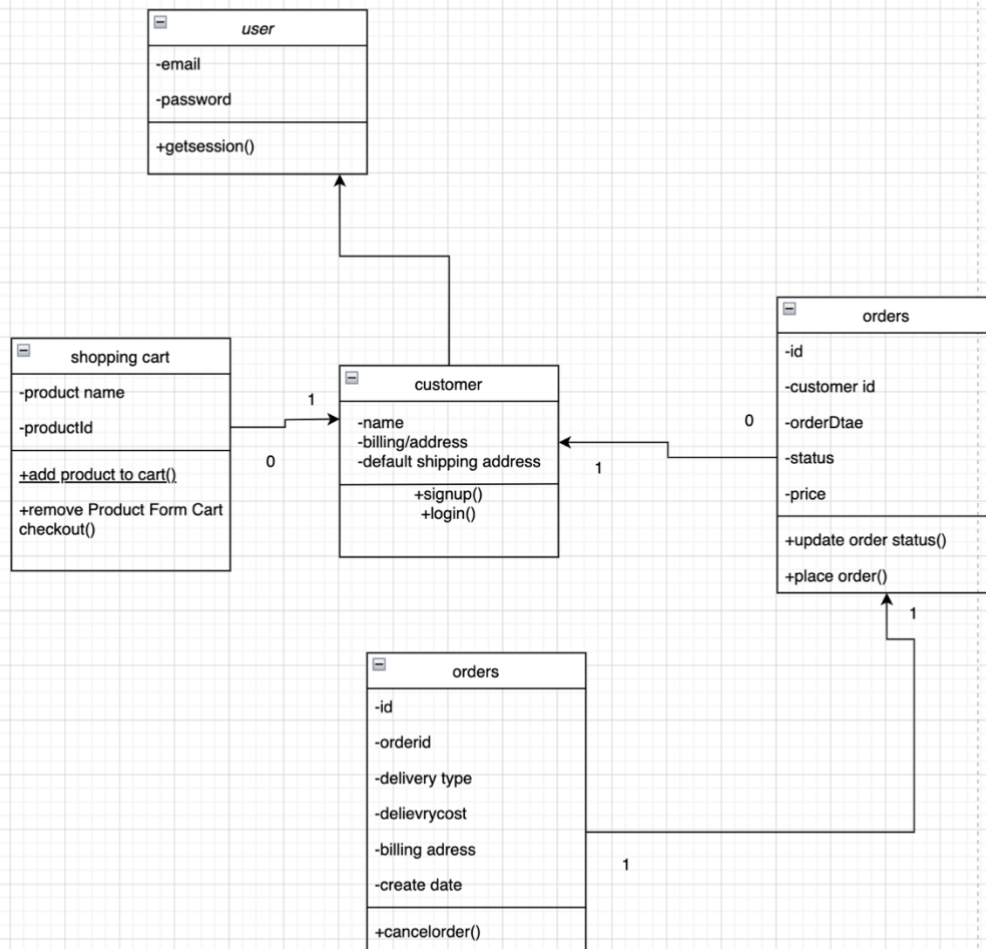 user
-email
-password
+getsession()
shopping cart
-product name
-productId
+add product to cart()
+remove Product Form Cart
checkout()
1
0
customer
-name
-billing/address
-default shipping address
+signup()
+login()
0
1
orders
-id
-customer id
-orderDtae
-status
-price
+update order status()
+place order()
1
orders
-id
-orderid
-delivery type
-delievrycost
-billing adress
-create date
+cancelorder()
1